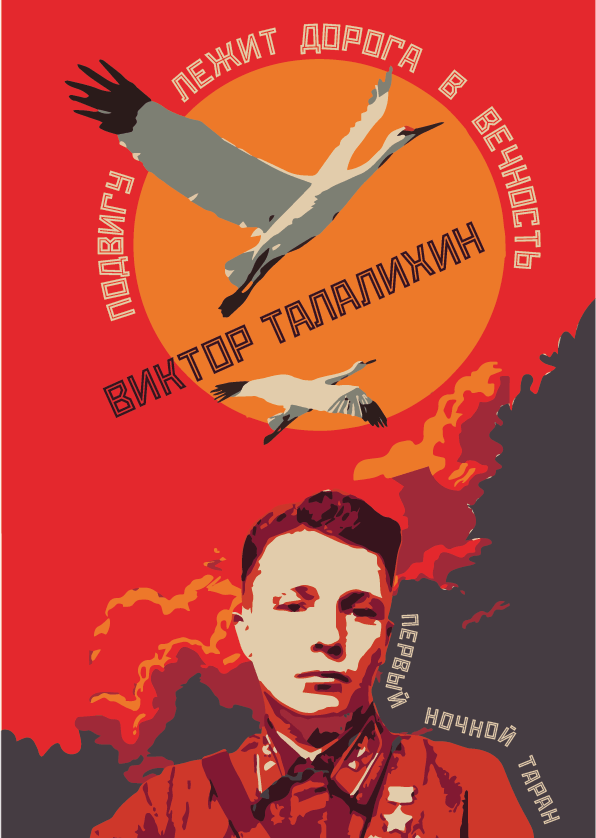 ПОДВИГУ ЛЕЖИТ ДОРОГА В ВЕЧНОСТЬ
ВИКТОР ТАЛАЛИХИН
ПЕРВЫЙ НОЧНОЙ ТАРАН